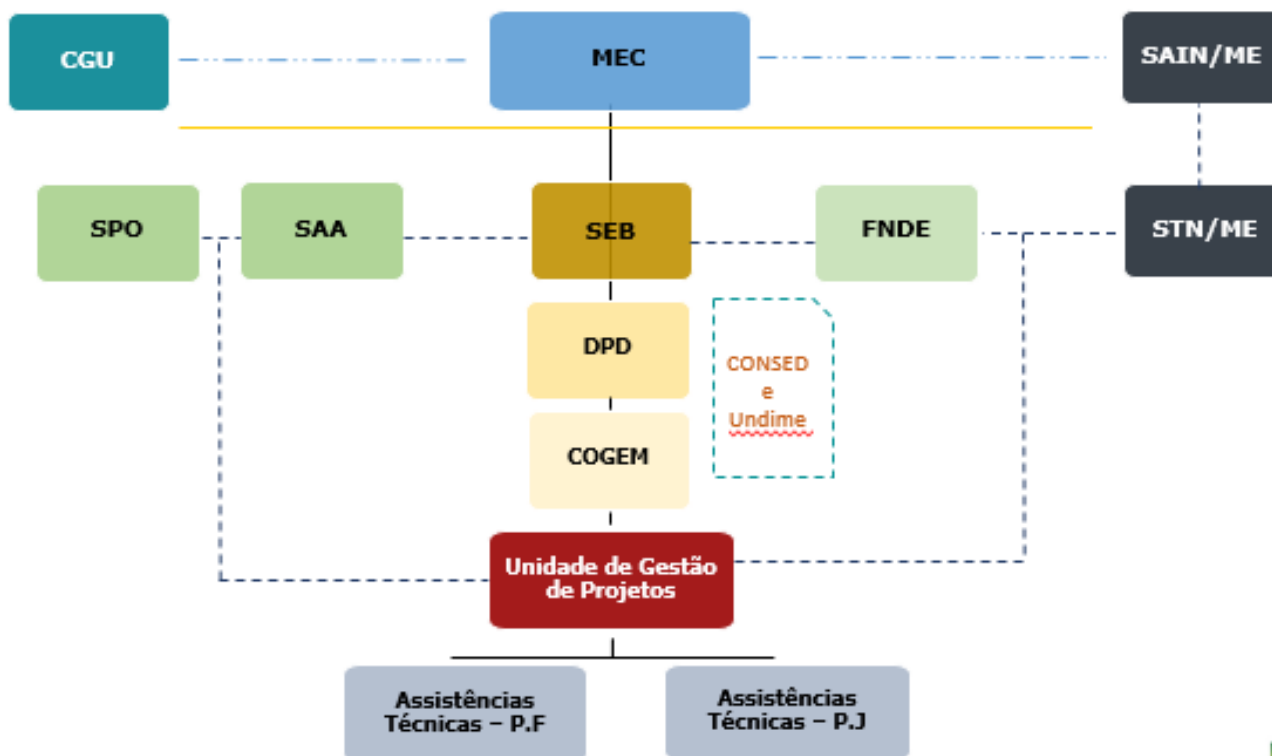 CGU
MEC
SAIN/ME
SPO
SAA
SEB
FNDE
STN/ME
DPD
CONSED
e
Undime
COGEM
Unidade de Gestão
de Projetos
Assistências
Técnicas – P.F
Assistências
Técnicas – P.J